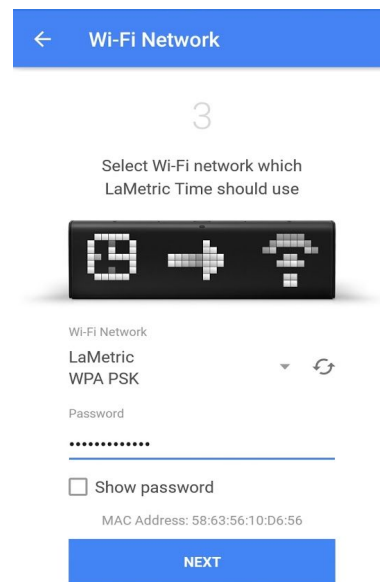 Wi-Fi Network
3
Select Wi-Fi network which
LaMetric Time should use
Wi-Fi Network
LaMetric
WPA PSK
Password
•••••••••••••
Show password
MAC Address: 58:63:56:10:D6:56
NEXT